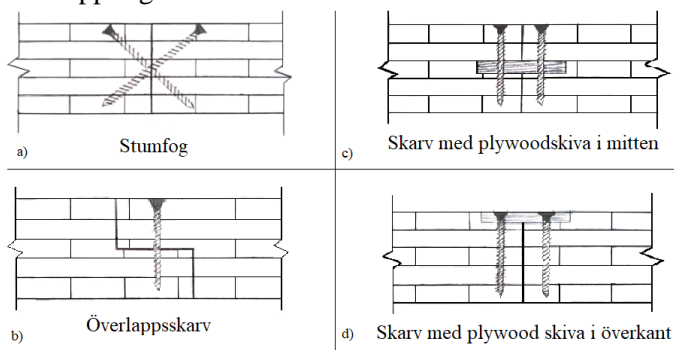 a)
Stumfog
c)
Skarv med plywoodskiva i mitten
b)
Överlappsskarv
d)
Skarv med plywood skiva i överkant